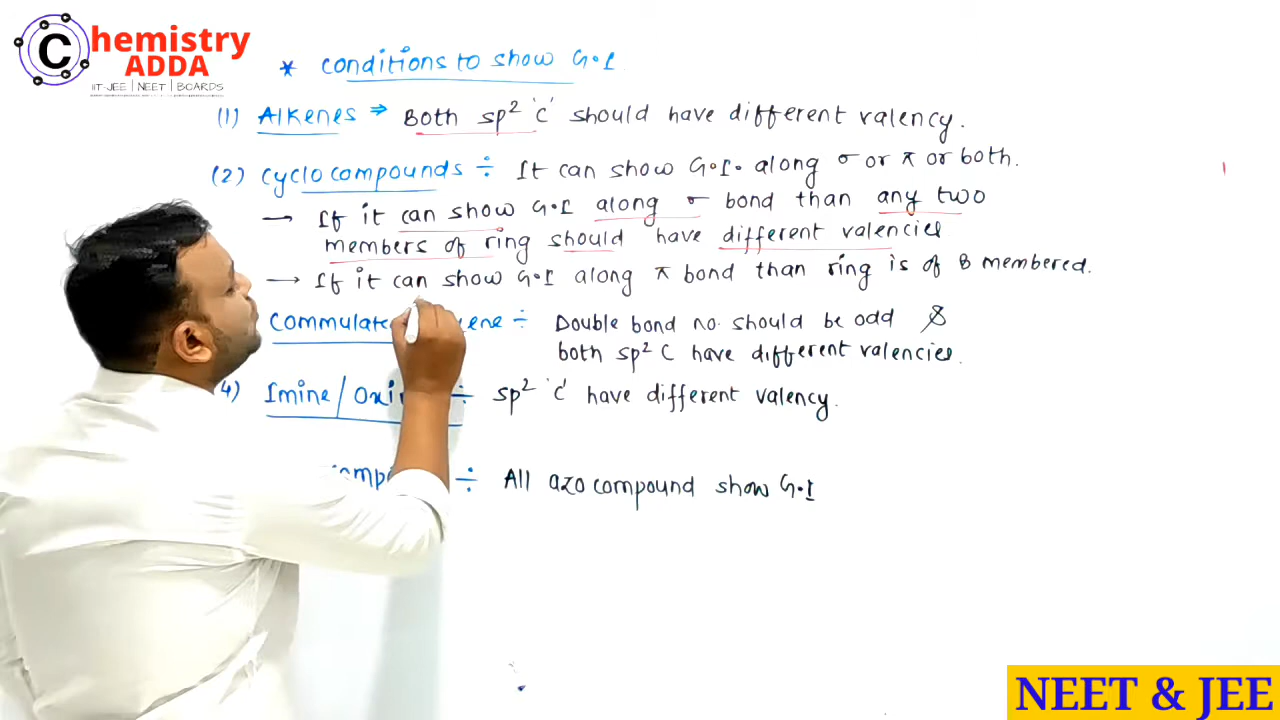 Chemistry
ADDA
IIT-JEE | NEET | BOARDS
* Conditions to show G.I
(1) Alkenes ⇒ Both sp² 'c' should have different valency.
(2) Cyclocompounds ÷ It can show G.I. along σ or π or both.
→ If it can show G.I along σ bond than any two
members of ring should have different valencies
→ If it can show G.I along π bond than ring is of 8 membered.
Double bond no. should be odd &
both sp² C have different valencies.
4) Imine/ ÷ sp² 'c' have different valency.
÷ All azo compound show G.I
NEET & JEE